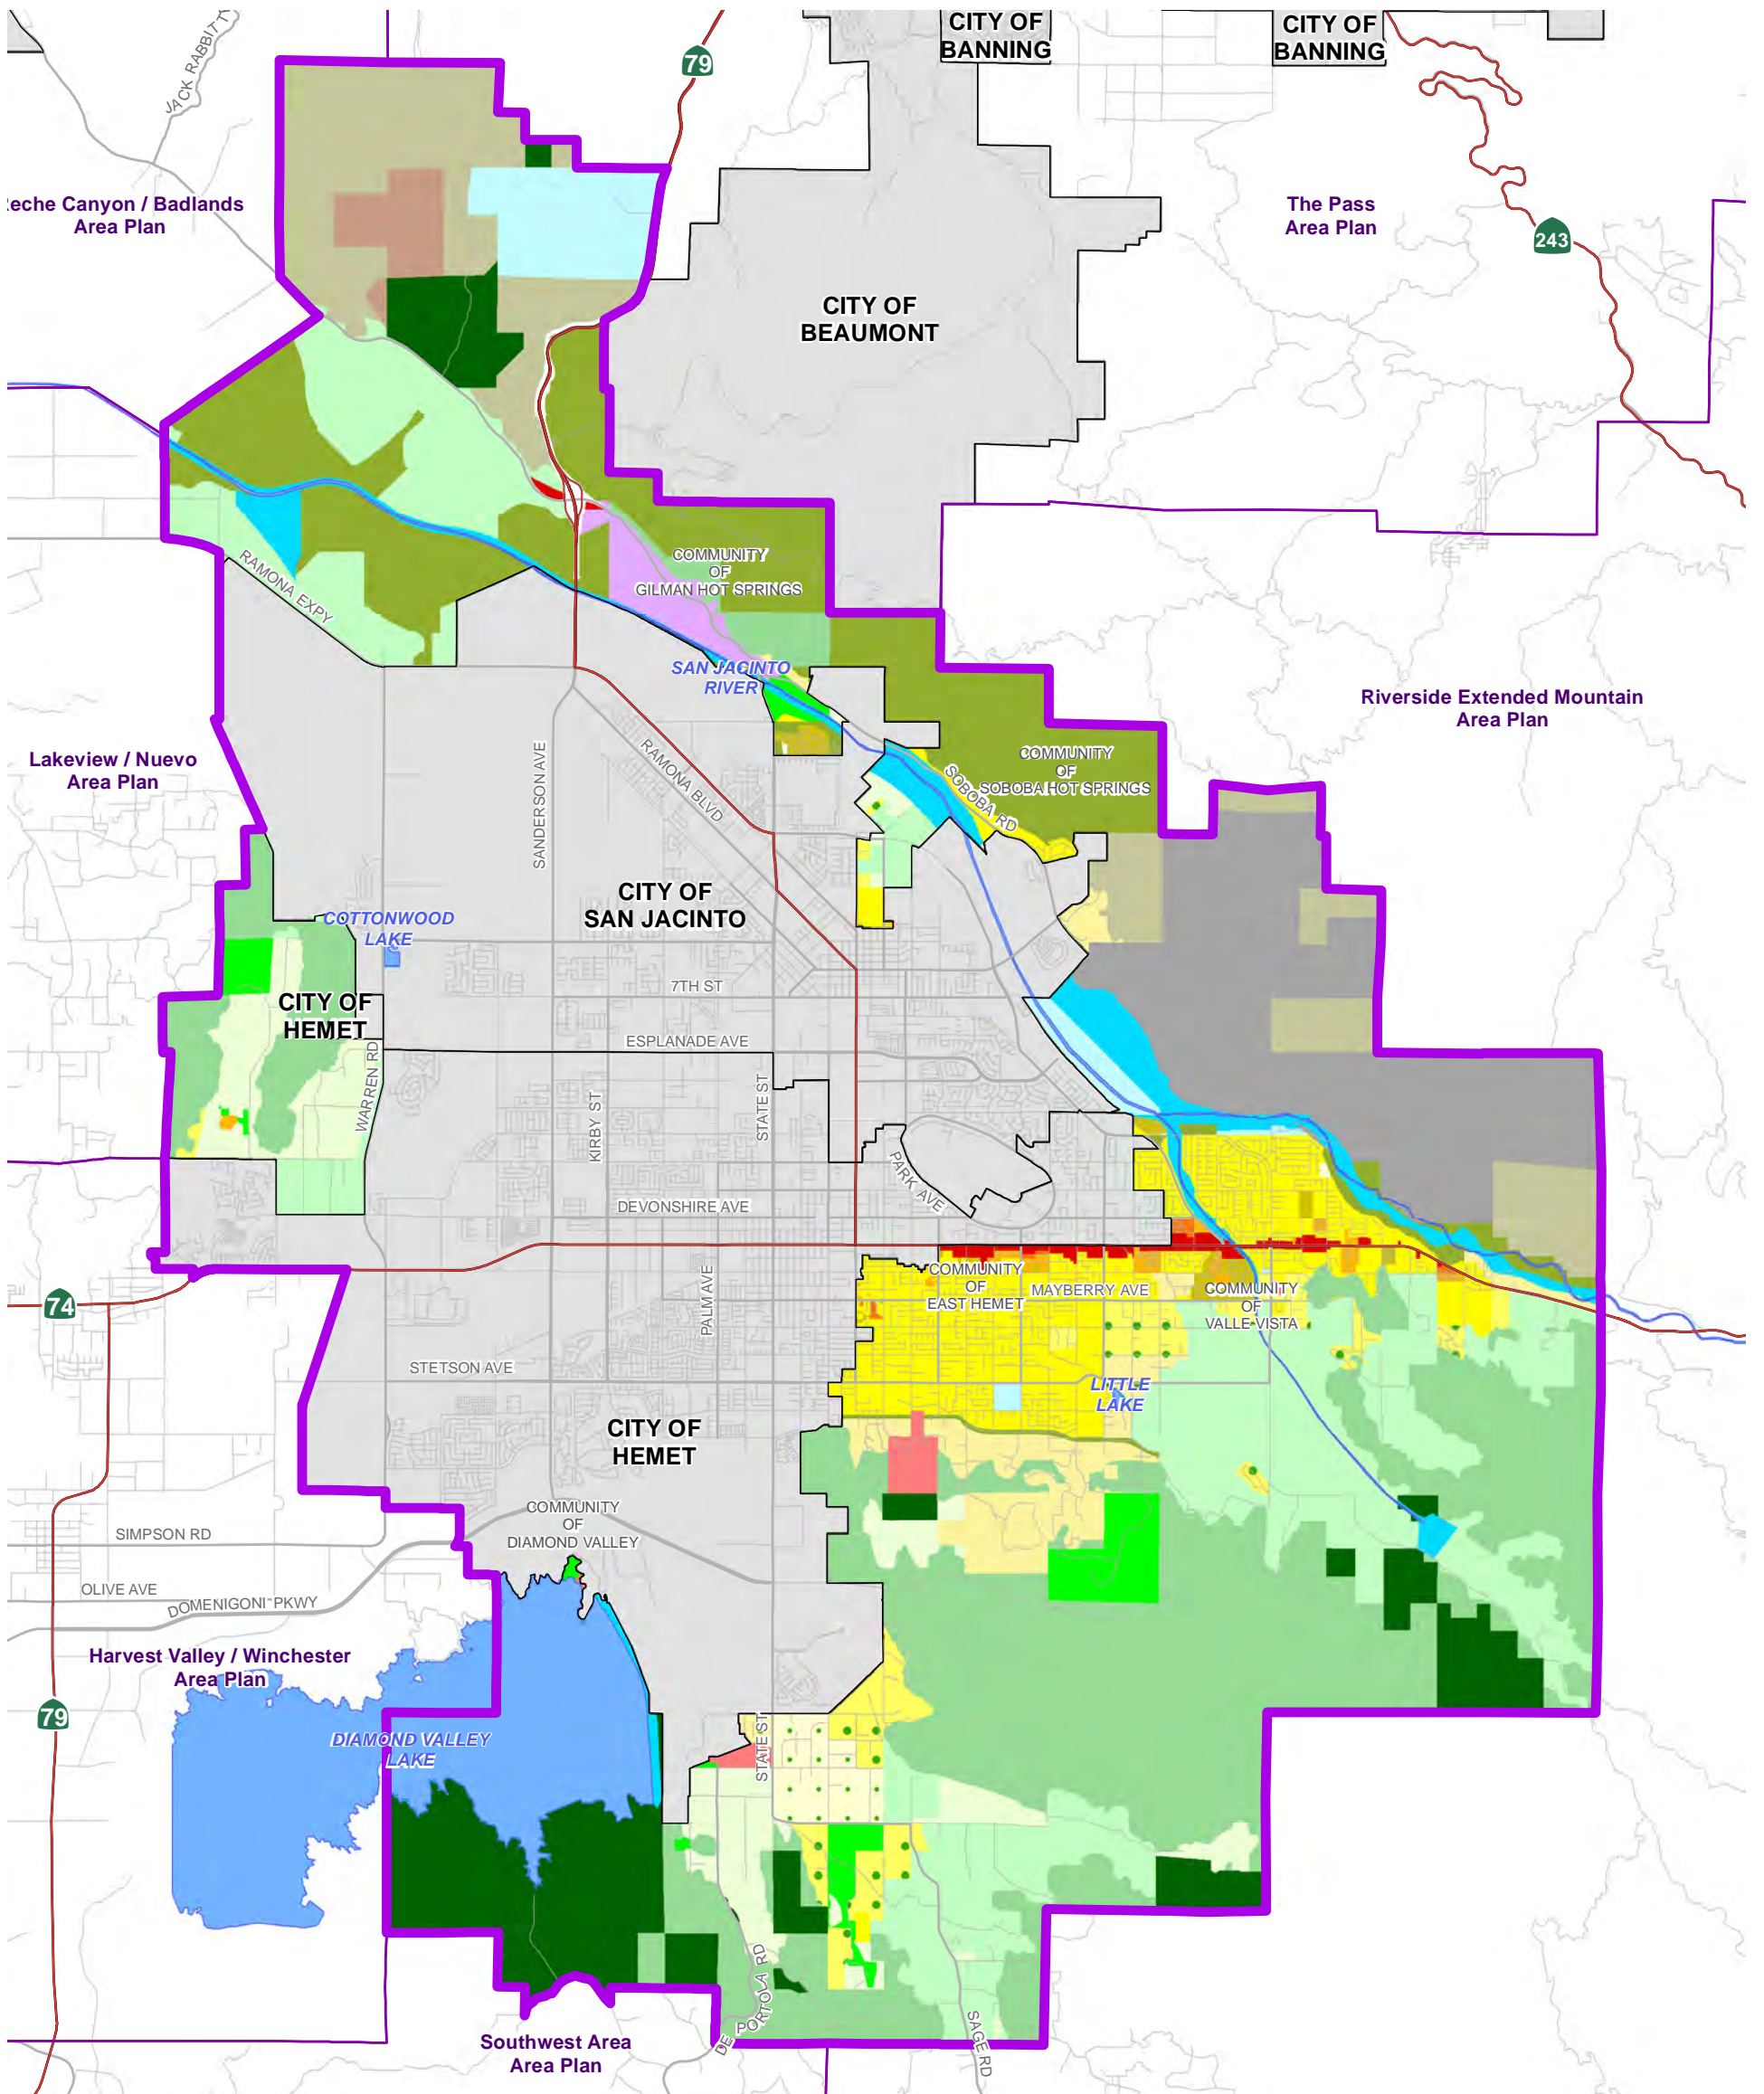 CITY OF
BANNING
CITY OF
BANNING
JACK RABBIT T
79
eche Canyon / Badlands
Area Plan
The Pass
Area Plan
243
CITY OF
BEAUMONT
COMMUNITY
OF
GILMAN HOT SPRINGS
RAMONA EXPY
SAN JACINTO
RIVER
Riverside Extended Mountain
Area Plan
Lakeview / Nuevo
Area Plan
SANDERSON AVE
RAMONA BLVD
COMMUNITY
OF
SOBOBA HOT SPRINGS
SOBOBA RD
CITY OF
SAN JACINTO
COTTONWOOD
LAKE
7TH ST
CITY OF
HEMET
ESPLANADE AVE
WARREN RD
KIRBY ST
STATE ST
PARK AVE
DEVONSHIRE AVE
COMMUNITY
OF
EAST HEMET
MAYBERRY AVE
COMMUNITY
OF
VALLE VISTA
74
PALM AVE
STETSON AVE
LITTLE
LAKE
CITY OF
HEMET
COMMUNITY
OF
DIAMOND VALLEY
SIMPSON RD
OLIVE AVE
DOMENIGONI PKWY
Harvest Valley / Winchester
Area Plan
79
DIAMOND VALLEY
LAKE
STATE ST
DE PORTOLA RD
SAGE RD
Southwest Area
Area Plan